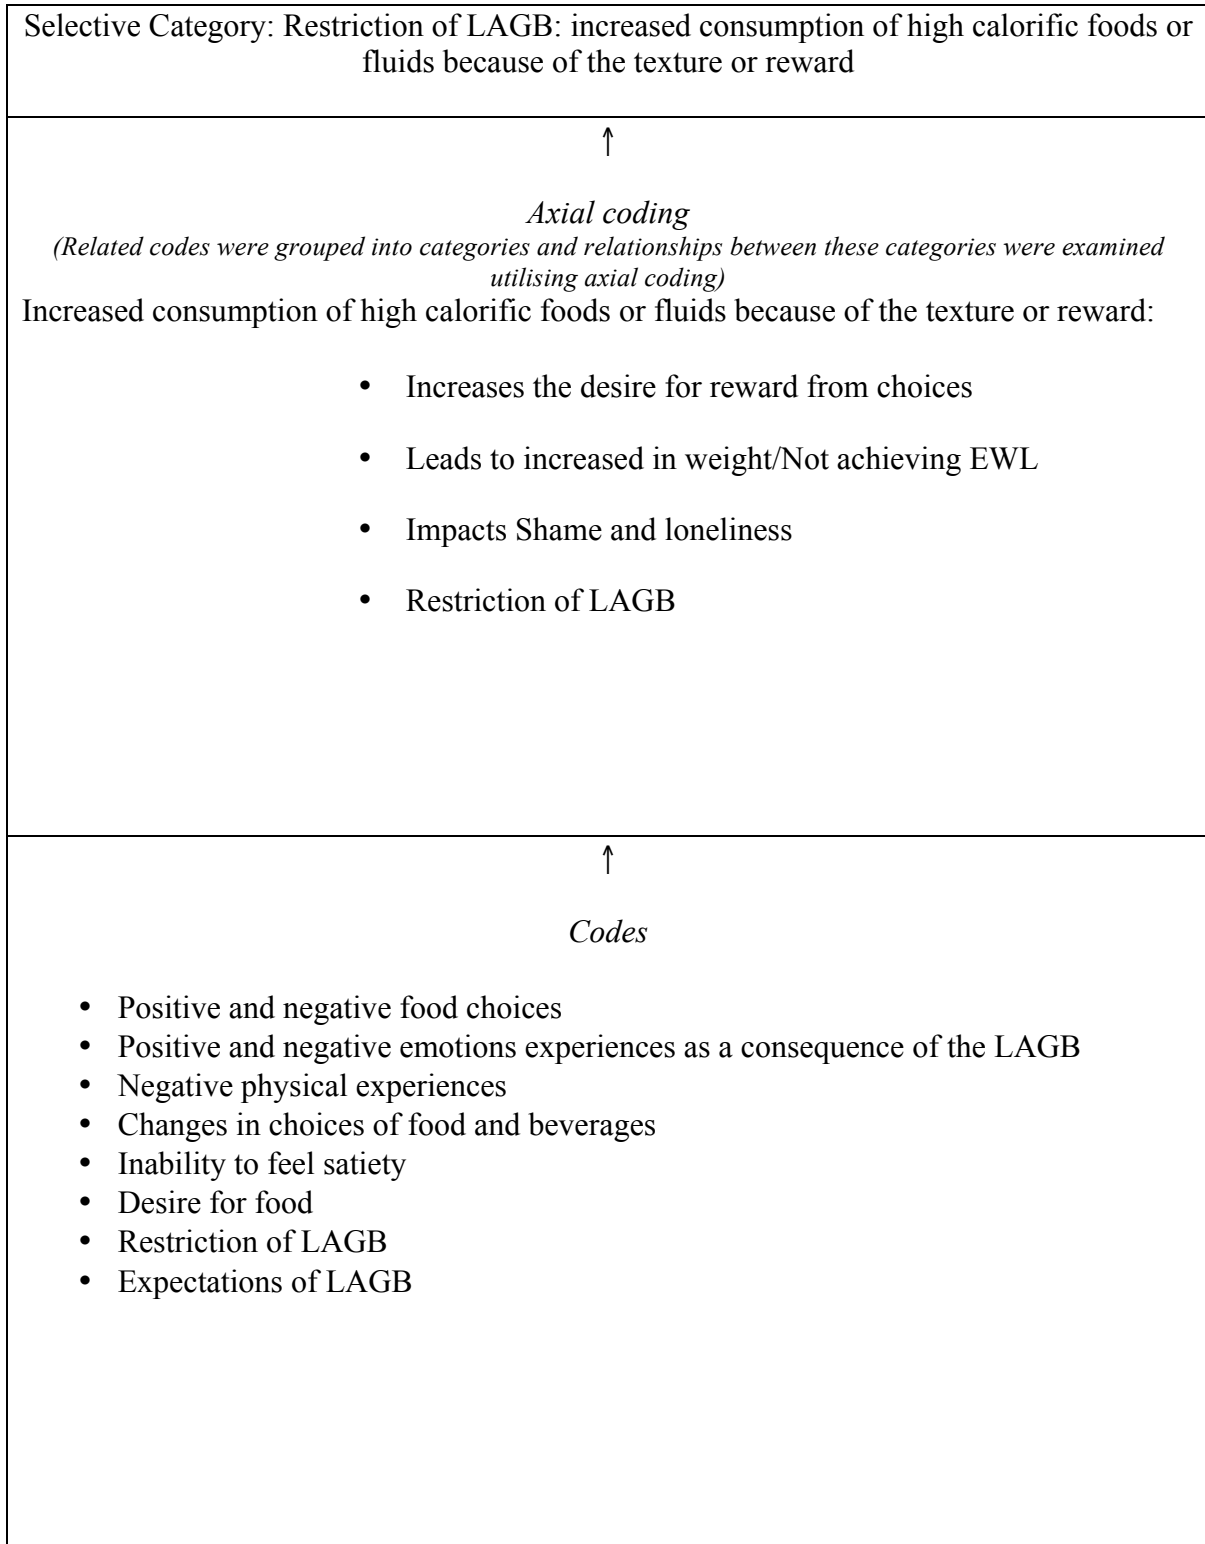 Selective Category: Restriction of LAGB: increased consumption of high calorific foods or
fluids because of the texture or reward
↑
Axial coding
(Related codes were grouped into categories and relationships between these categories were examined
utilising axial coding)
Increased consumption of high calorific foods or fluids because of the texture or reward:
• Increases the desire for reward from choices
• Leads to increased in weight/Not achieving EWL
• Impacts Shame and loneliness
• Restriction of LAGB
↑
Codes
• Positive and negative food choices
• Positive and negative emotions experiences as a consequence of the LAGB
• Negative physical experiences
• Changes in choices of food and beverages
• Inability to feel satiety
• Desire for food
• Restriction of LAGB
• Expectations of LAGB